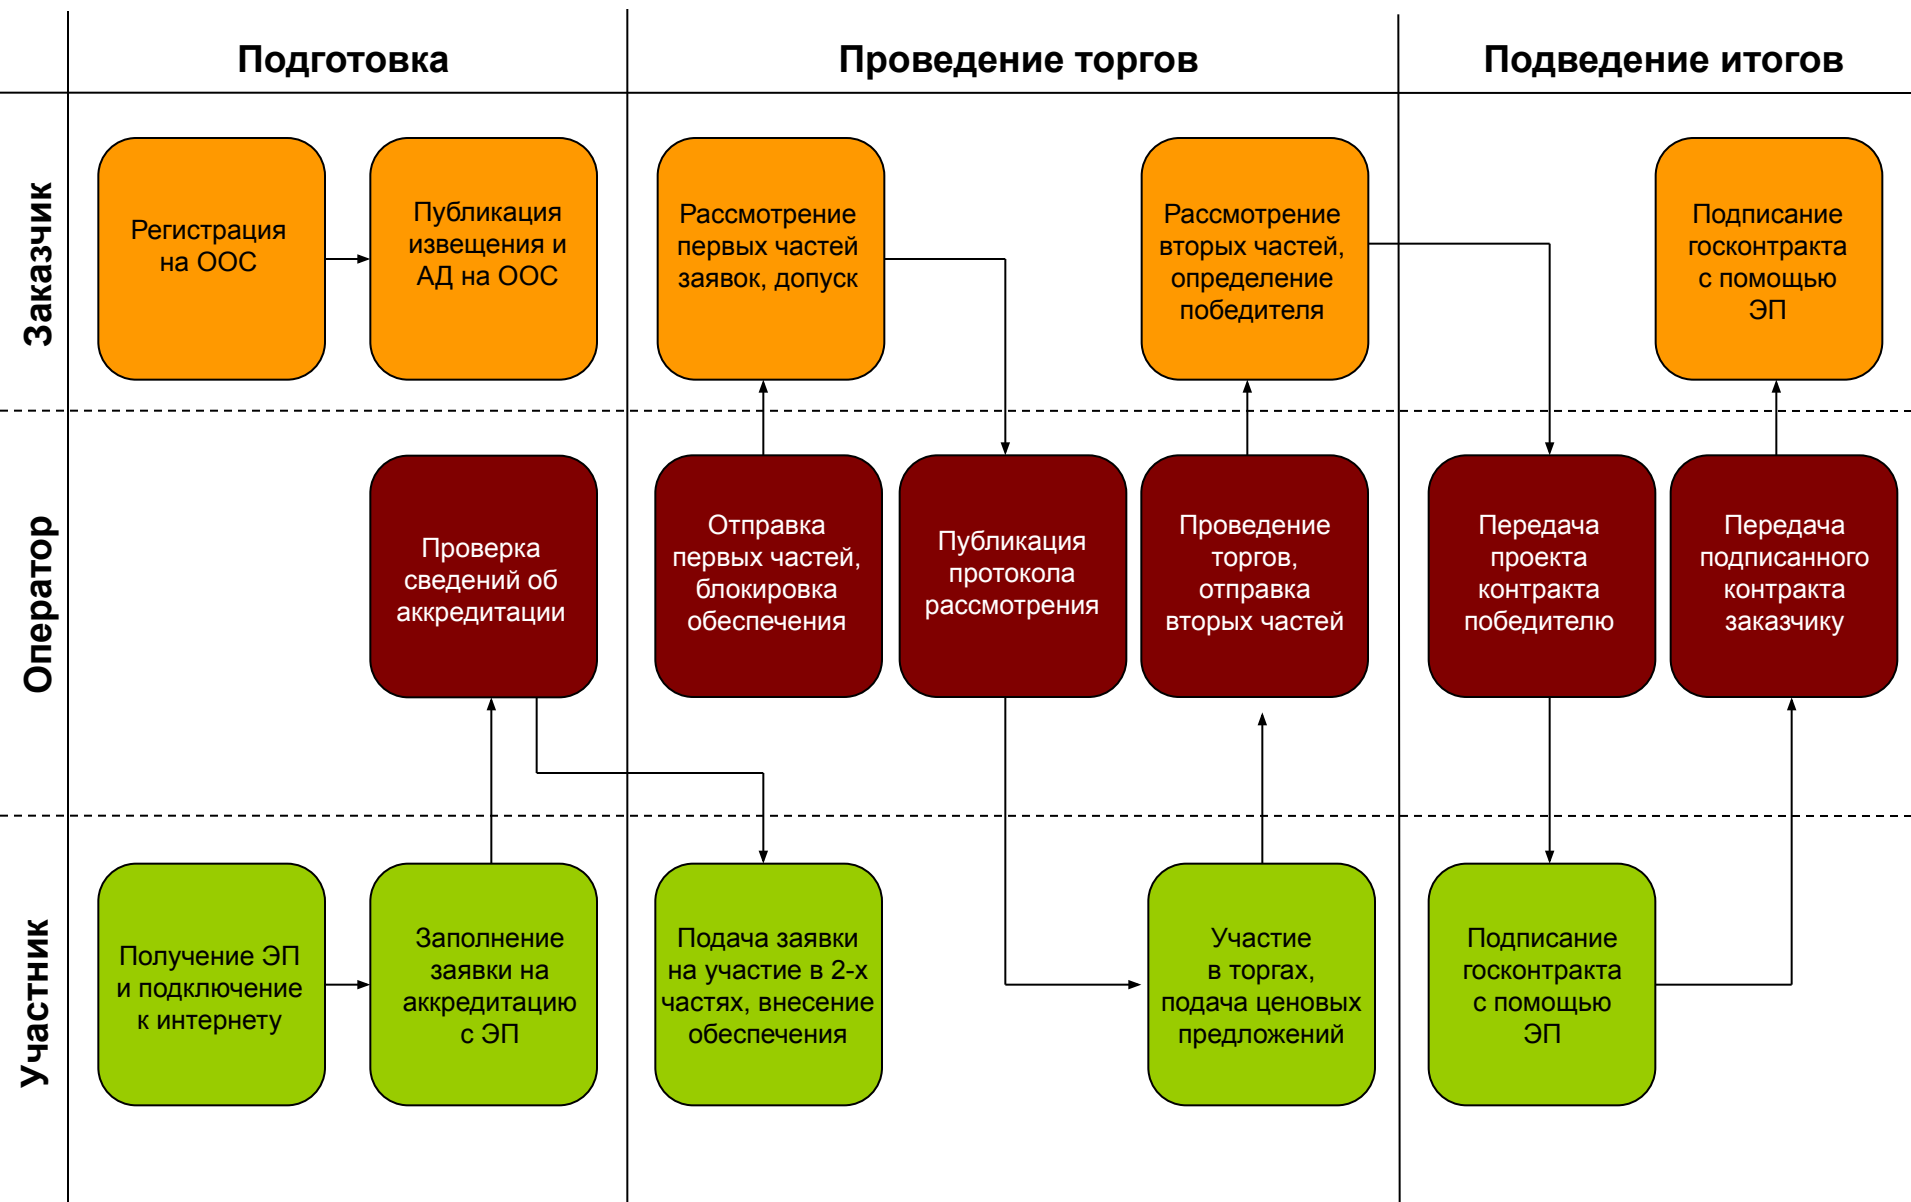 Подготовка
Проведение торгов
Подведение итогов
Заказчик
Регистрация
на ООС
Публикация
извещения и
АД на ООС
Рассмотрение
первых частей
заявок, допуск
Рассмотрение
вторых частей,
определение
победителя
Подписание
госконтракта
с помощью
ЭП
Оператор
Проверка
сведений об
аккредитации
Отправка
первых частей,
блокировка
обеспечения
Публикация
протокола
рассмотрения
Проведение
торгов,
отправка
вторых частей
Передача
проекта
контракта
победителю
Передача
подписанного
контракта
заказчику
Участник
Получение ЭП
и подключение
к интернету
Заполнение
заявки на
аккредитацию
с ЭП
Подача заявки
на участие в 2-х
частях, внесение
обеспечения
Участие
в торгах,
подача ценовых
предложений
Подписание
госконтракта
с помощью
ЭП